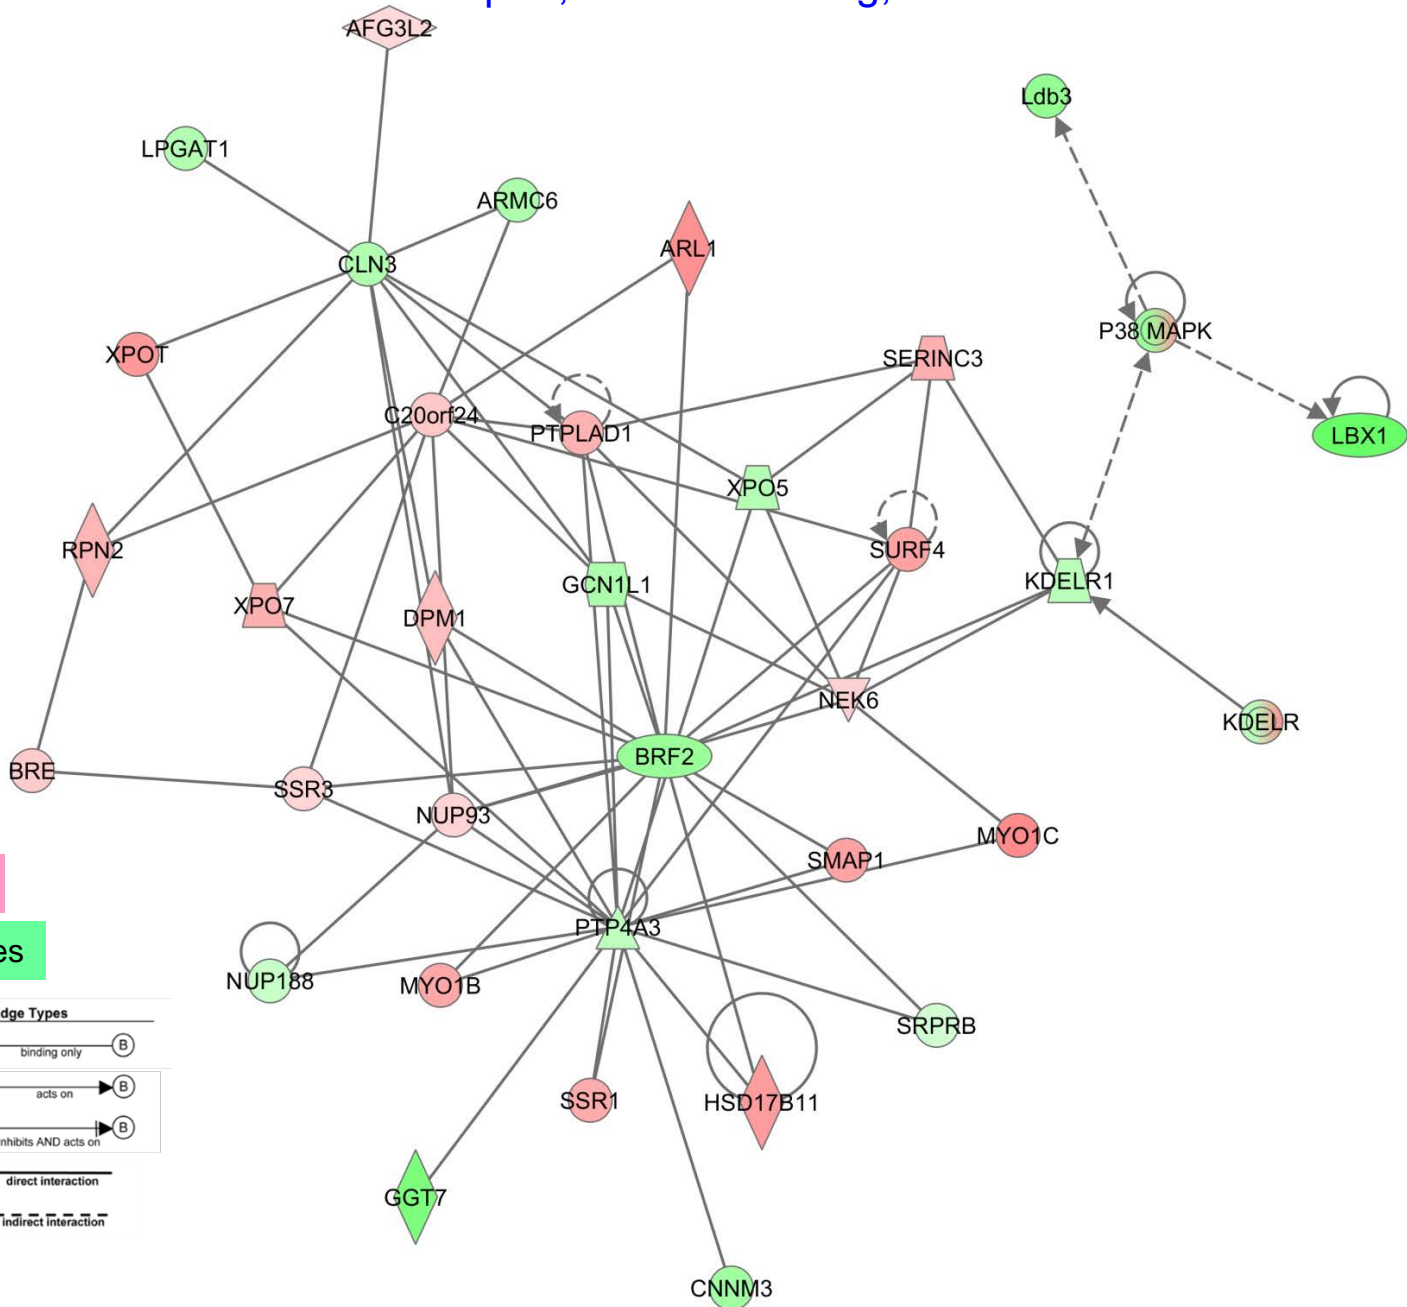 AFG3L2
Ldb3
LPGAT1
ARMC6
ARL1
CLN3
P38 MAPK
XPOT
SERINC3
C20orf24
PTPLAD1
LBX1
XPO5
RPN2
SURF4
GCN1L1
KDELR1
XPO7
DPM1
NEK6
KDELR
BRF2
BRE
SSR3
NUP93
MYO1C
SMAP1
PTP4A3
es
NUP188
MYO1B
dge Types
SRPRB
B
binding only
B
acts on
SSR1
HSD17B11
B
nhibits AND acts on
direct interaction
GGT7
indirect interaction
CNNM3